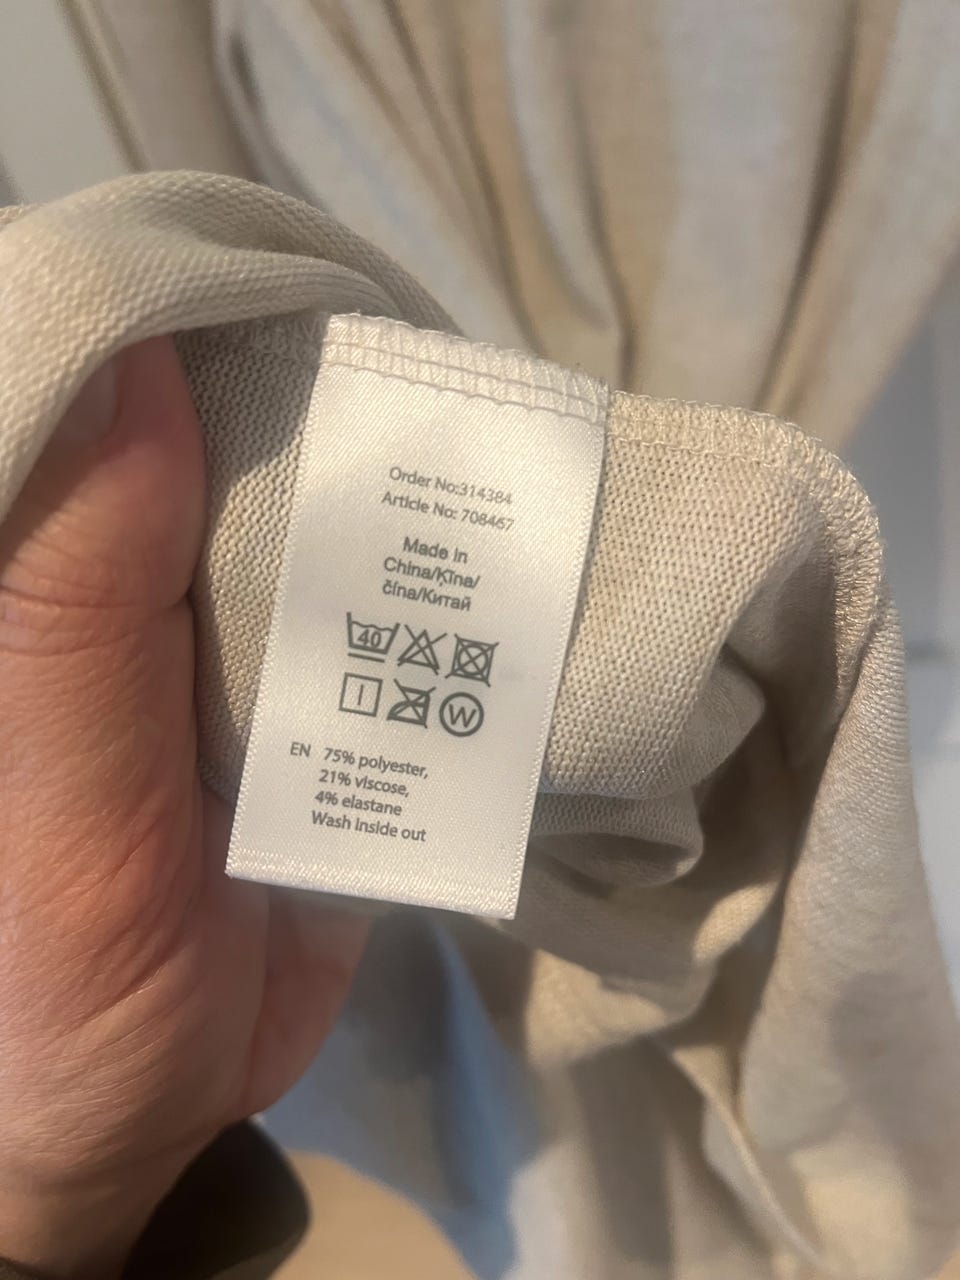 Order No:314384
Article No: 708467
Made in
China/Ķīna/
čína/Китай
40
W
EN 75% polyester,
21% viscose,
4% elastane
Wash inside out